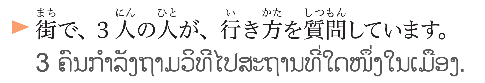 ▶街で、3人の人が、行き方を質問しています。
3 ຄົນກຳລັງຖາມວິທີໄປສະຖານທີ່ໃດໜຶ່ງໃນເມືອງ.